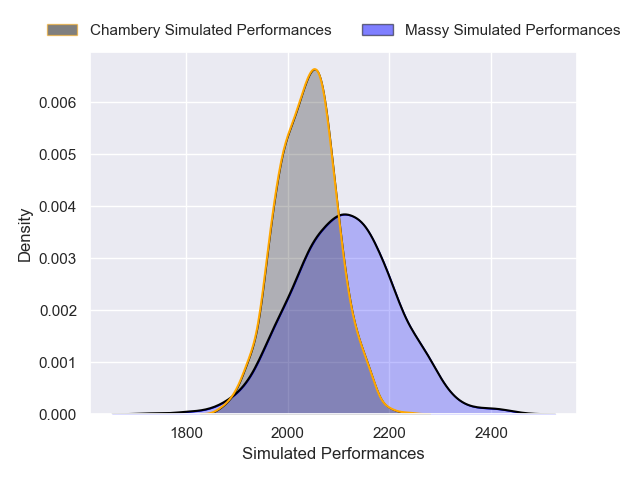 Chambery Simulated Performances
Massy Simulated Performances
0.006
0.005
0.004
0.003
0.002
0.001
0.000
Density
1800
2000
2200
2400
Simulated Performances